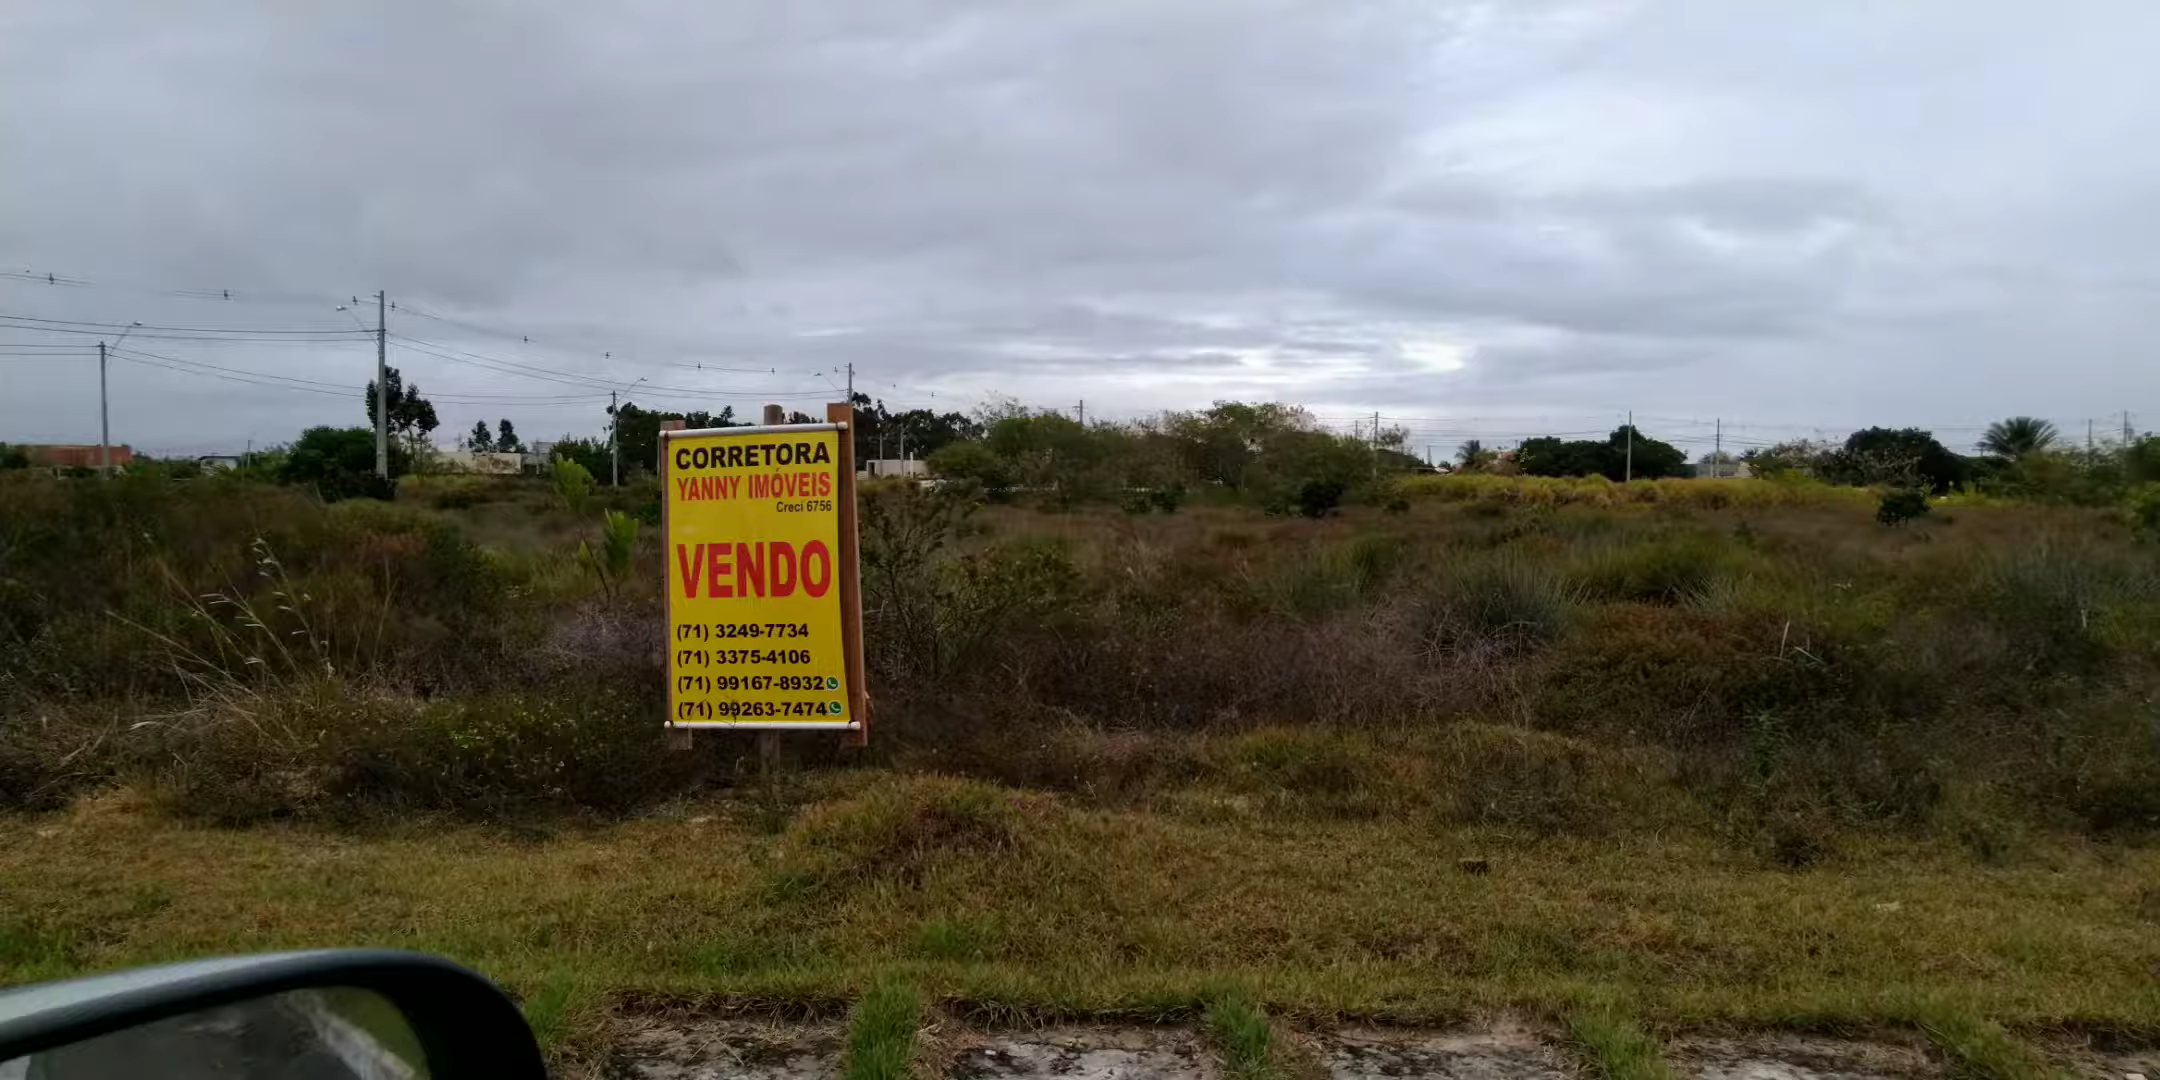 CORRETORA
YANNY IMÓVEIS
Creci 6756
VENDO
(71) 3249-7734
(71) 3375-4106
(71) 99167-8932
(71) 99263-7474